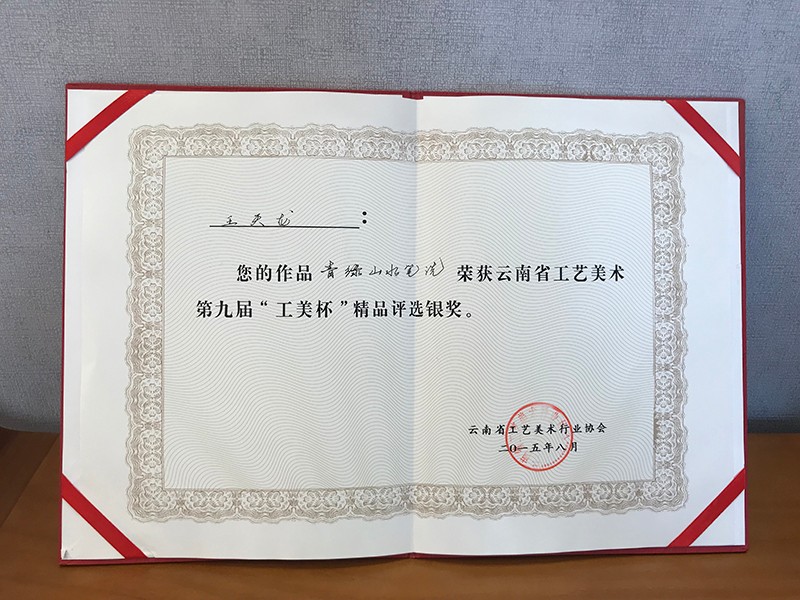 王天龙：
您的作品 青绿山水笔洗 荣获云南省工艺美术
第九届“工美杯”精品评选银奖。
云南省工艺美术行业协会
二〇一五年八月